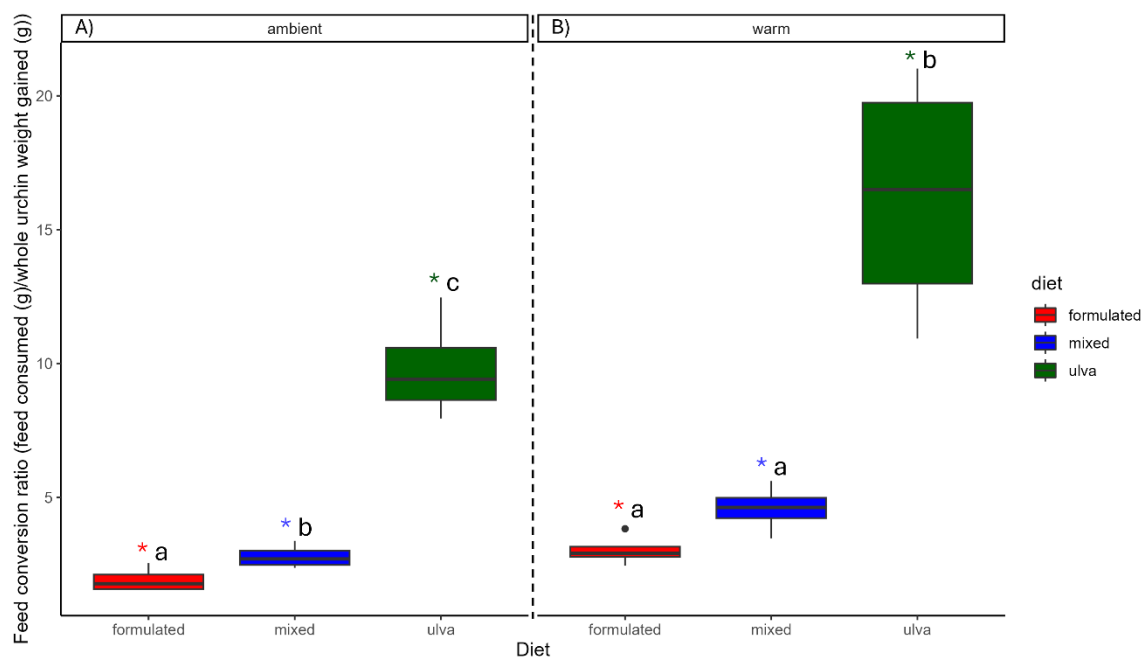 A) ambient
B) warm
Feed conversion ratio (feed consumed (g)/whole urchin weight gained (g))
20
15
10
5
* a
* b
* c
* a
* a
* b
formulated mixed ulva
formulated mixed ulva
Diet
diet
formulated
mixed
ulva